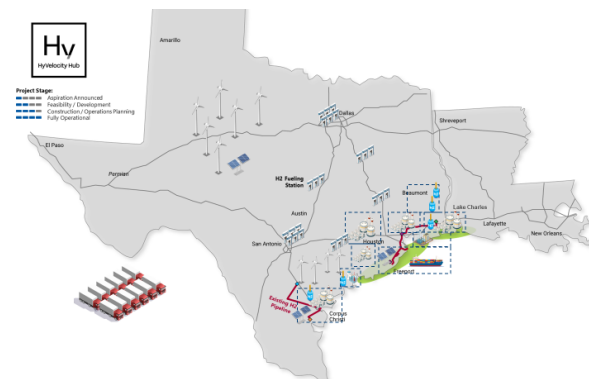 Hy
HyVelocity Hub
Project Stage:
Aspiration Announced
Feasibility / Development
Construction / Operations Planning
Fully Operational
Amarillo
Dallas
Shreveport
El Paso
Permian
H2 Fueling
Station
Austin
Beaumont
Lake Charles
Lafayette
New Orleans
San Antonio
Houston
Freeport
Existing H2
Pipeline
Corpus
Christi